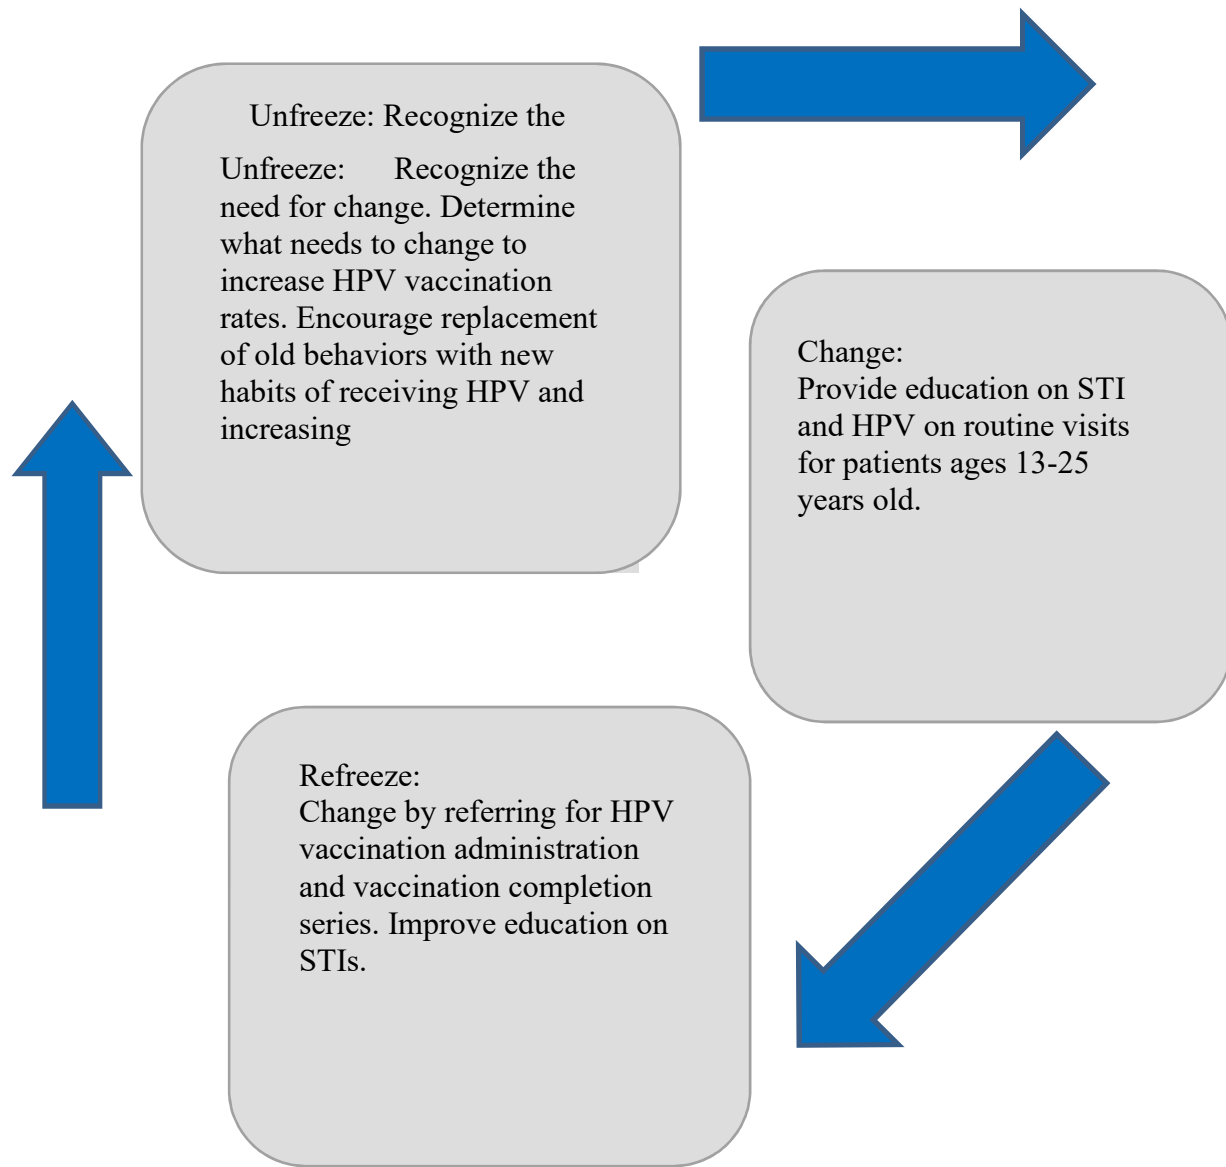 Unfreeze: Recognize the
Unfreeze: Recognize the
need for change. Determine
what needs to change to
increase HPV vaccination
rates. Encourage replacement
of old behaviors with new
habits of receiving HPV and
increasing
Change:
Provide education on STI
and HPV on routine visits
for patients ages 13-25
years old.
Refreeze:
Change by referring for HPV
vaccination administration
and vaccination completion
series. Improve education on
STIs.